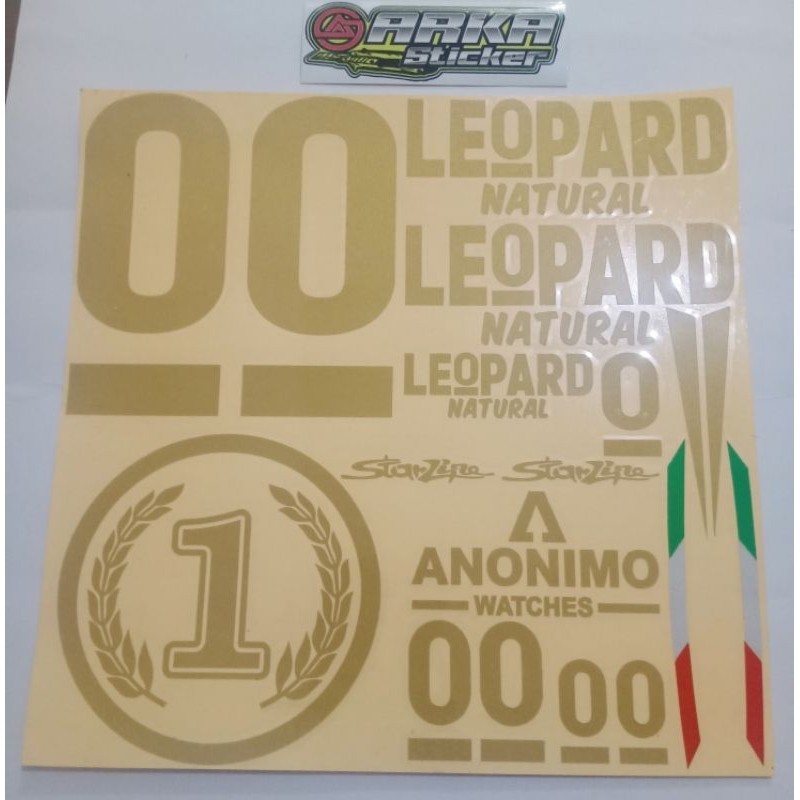 ARKA
Sticker
00
LEOPARD
NATURAL
LEOPARD
NATURAL
LEOPARD
NATURAL
0
1
StarLine StarLine
ANONIMO
WATCHES
00 00